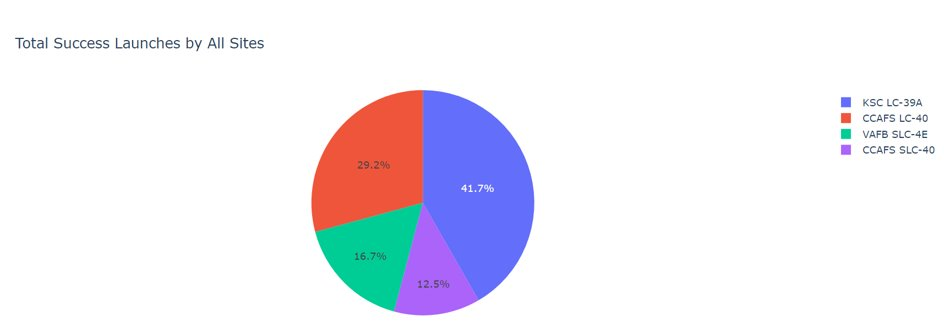 Total Success Launches by All Sites
KSC LC-39A
CCAFS LC-40
VAFB SLC-4E
CCAFS SLC-40
29.2%
41.7%
16.7%
12.5%